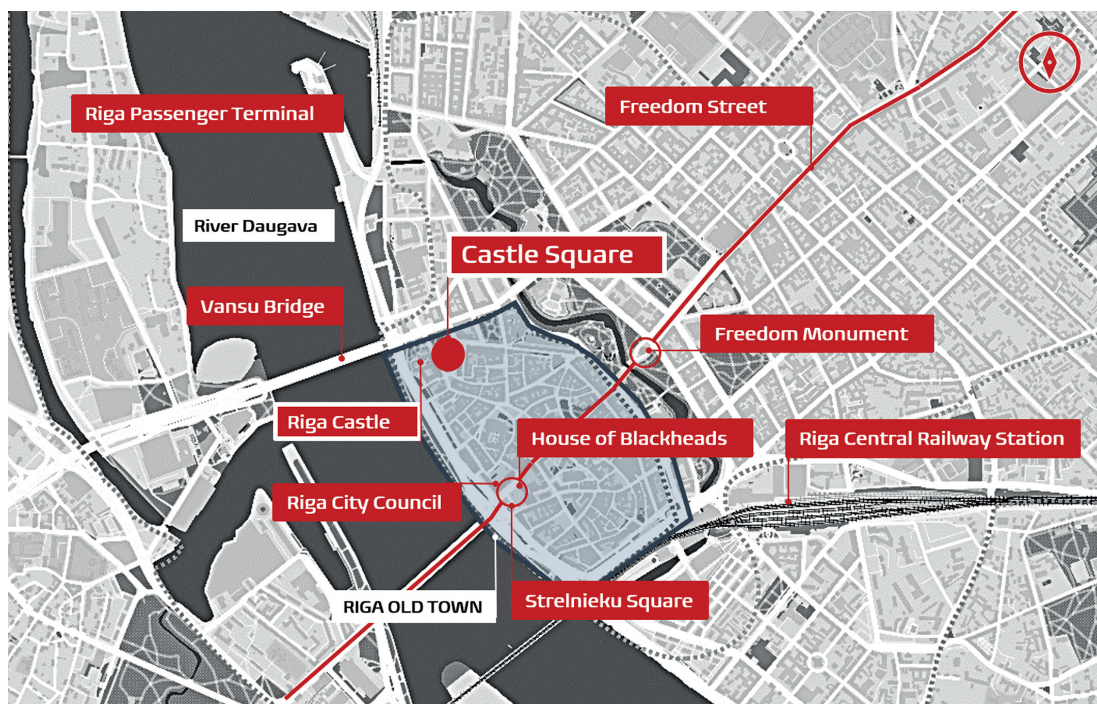 Freedom Street
Riga Passenger Terminal
River Daugava
Castle Square
Vansu Bridge
Freedom Monument
Riga Castle
House of Blackheads
Riga Central Railway Station
Riga City Council
RIGA OLD TOWN
Strelnieku Square